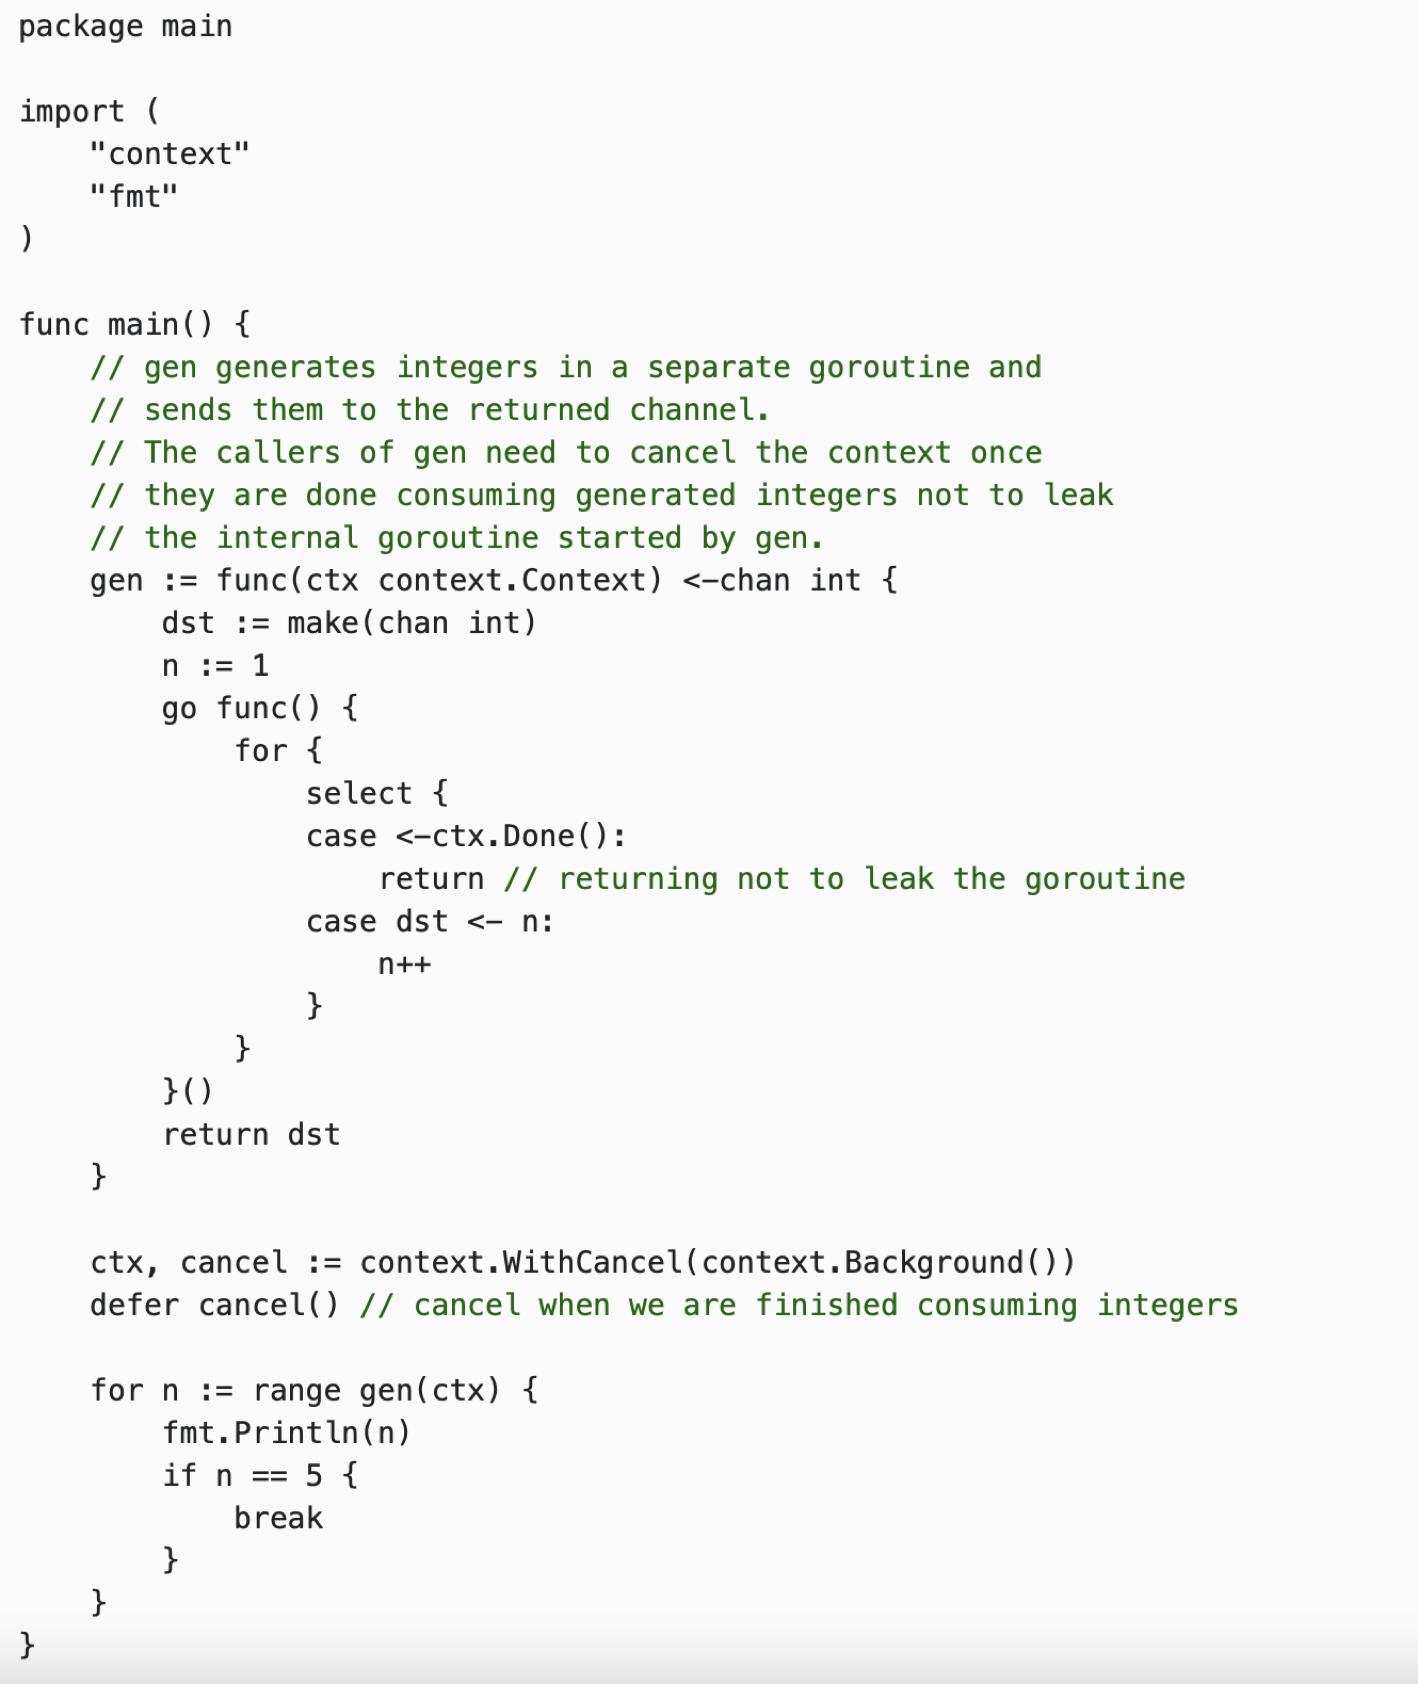 package main

import (
    "context"
    "fmt"
)

func main() {
    // gen generates integers in a separate goroutine and
    // sends them to the returned channel.
    // The callers of gen need to cancel the context once
    // they are done consuming generated integers not to leak
    // the internal goroutine started by gen.
    gen := func(ctx context.Context) <-chan int {
        dst := make(chan int)
        n := 1
        go func() {
            for {
                select {
                case <-ctx.Done():
                    return // returning not to leak the goroutine
                case dst <- n:
                    n++
                }
            }
        }()
        return dst
    }

    ctx, cancel := context.WithCancel(context.Background())
    defer cancel() // cancel when we are finished consuming integers

    for n := range gen(ctx) {
        fmt.Println(n)
        if n == 5 {
            break
        }
    }
}